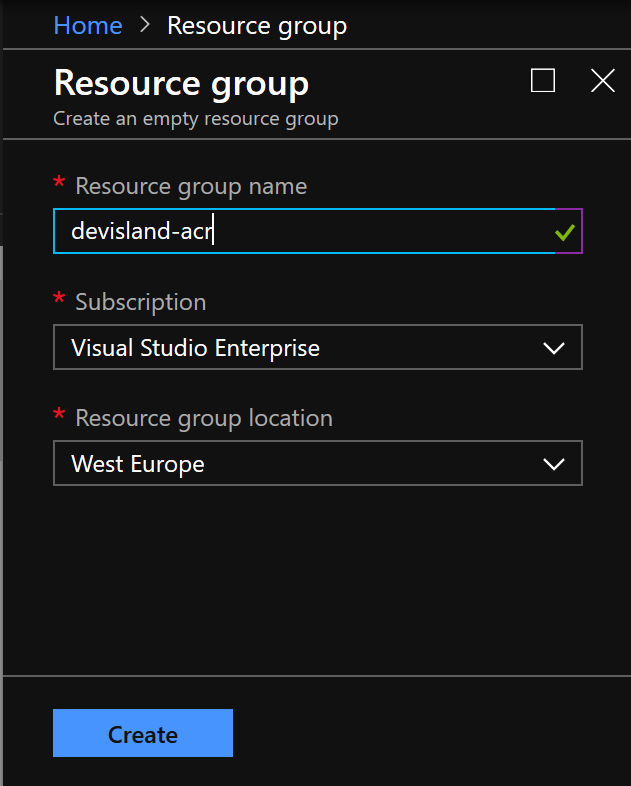 Home > Resource group
Resource group
Create an empty resource group
* Resource group name
devisland-acr
* Subscription
Visual Studio Enterprise
* Resource group location
West Europe
Create